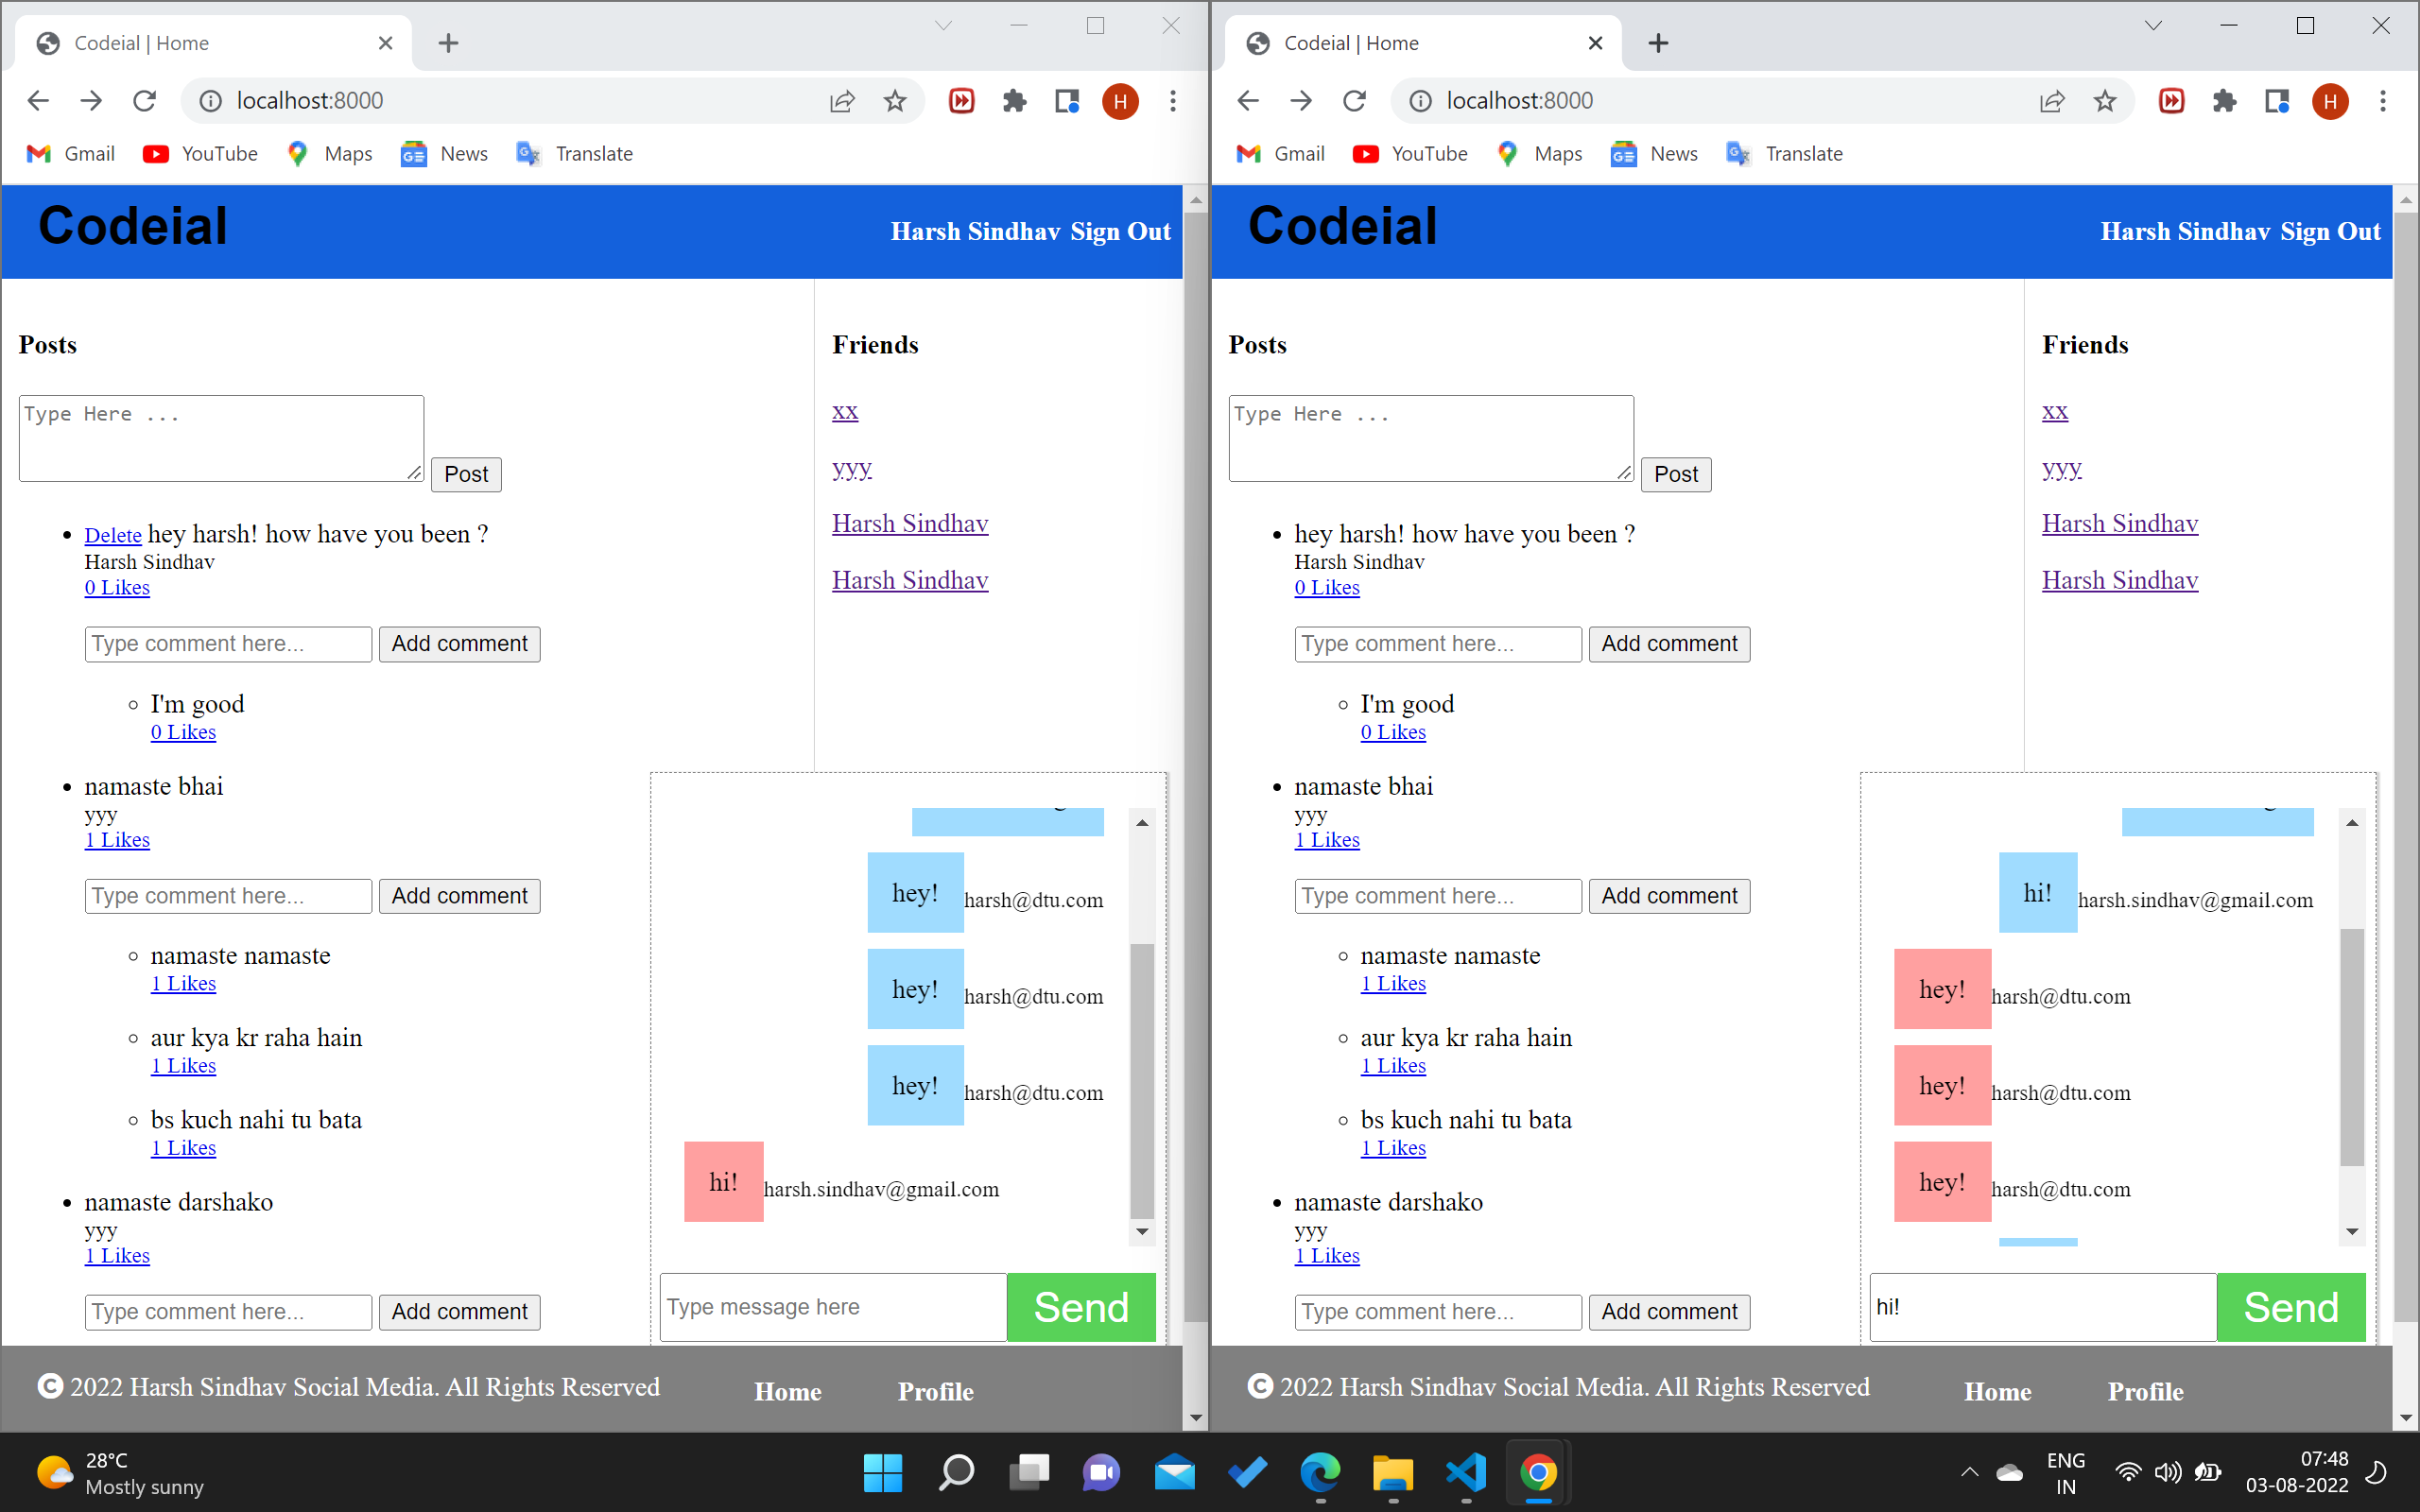 Codeial | Home
localhost:8000
Gmail YouTube Maps News Translate
Codeial
Harsh Sindhav Sign Out
Posts
Type Here ...
Post
Delete hey harsh! how have you been ?
Harsh Sindhav
0 Likes
Type comment here... Add comment
I'm good
0 Likes
namaste bhai
yyy
1 Likes
Type comment here... Add comment
namaste namaste
1 Likes
aur kya kr raha hain
1 Likes
bs kuch nahi tu bata
1 Likes
namaste darshako
yyy
1 Likes
Type comment here... Add comment
Friends
xx
yyy
Harsh Sindhav
Harsh Sindhav
hey! harsh@dtu.com
hey! harsh@dtu.com
hey! harsh@dtu.com
hi! harsh.sindhav@gmail.com
Type message here Send
2022 Harsh Sindhav Social Media. All Rights Reserved Home Profile
Codeial | Home
localhost:8000
H
Gmail YouTube Maps News Translate
Codeial
Harsh Sindhav Sign Out
Posts
Type Here ...
Post
hey harsh! how have you been ?
Harsh Sindhav
0 Likes
Type comment here... Add comment
I'm good
0 Likes
namaste bhai
yyy
1 Likes
Type comment here... Add comment
namaste namaste
1 Likes
aur kya kr raha hain
1 Likes
bs kuch nahi tu bata
1 Likes
namaste darshako
yyy
1 Likes
Type comment here... Add comment
Friends
xx
yyy
Harsh Sindhav
Harsh Sindhav
hi! harsh.sindhav@gmail.com
hey! harsh@dtu.com
hey! harsh@dtu.com
hey! harsh@dtu.com
hi! Send
2022 Harsh Sindhav Social Media. All Rights Reserved Home Profile
28°C
Mostly sunny
ENG
IN
07:48
03-08-2022